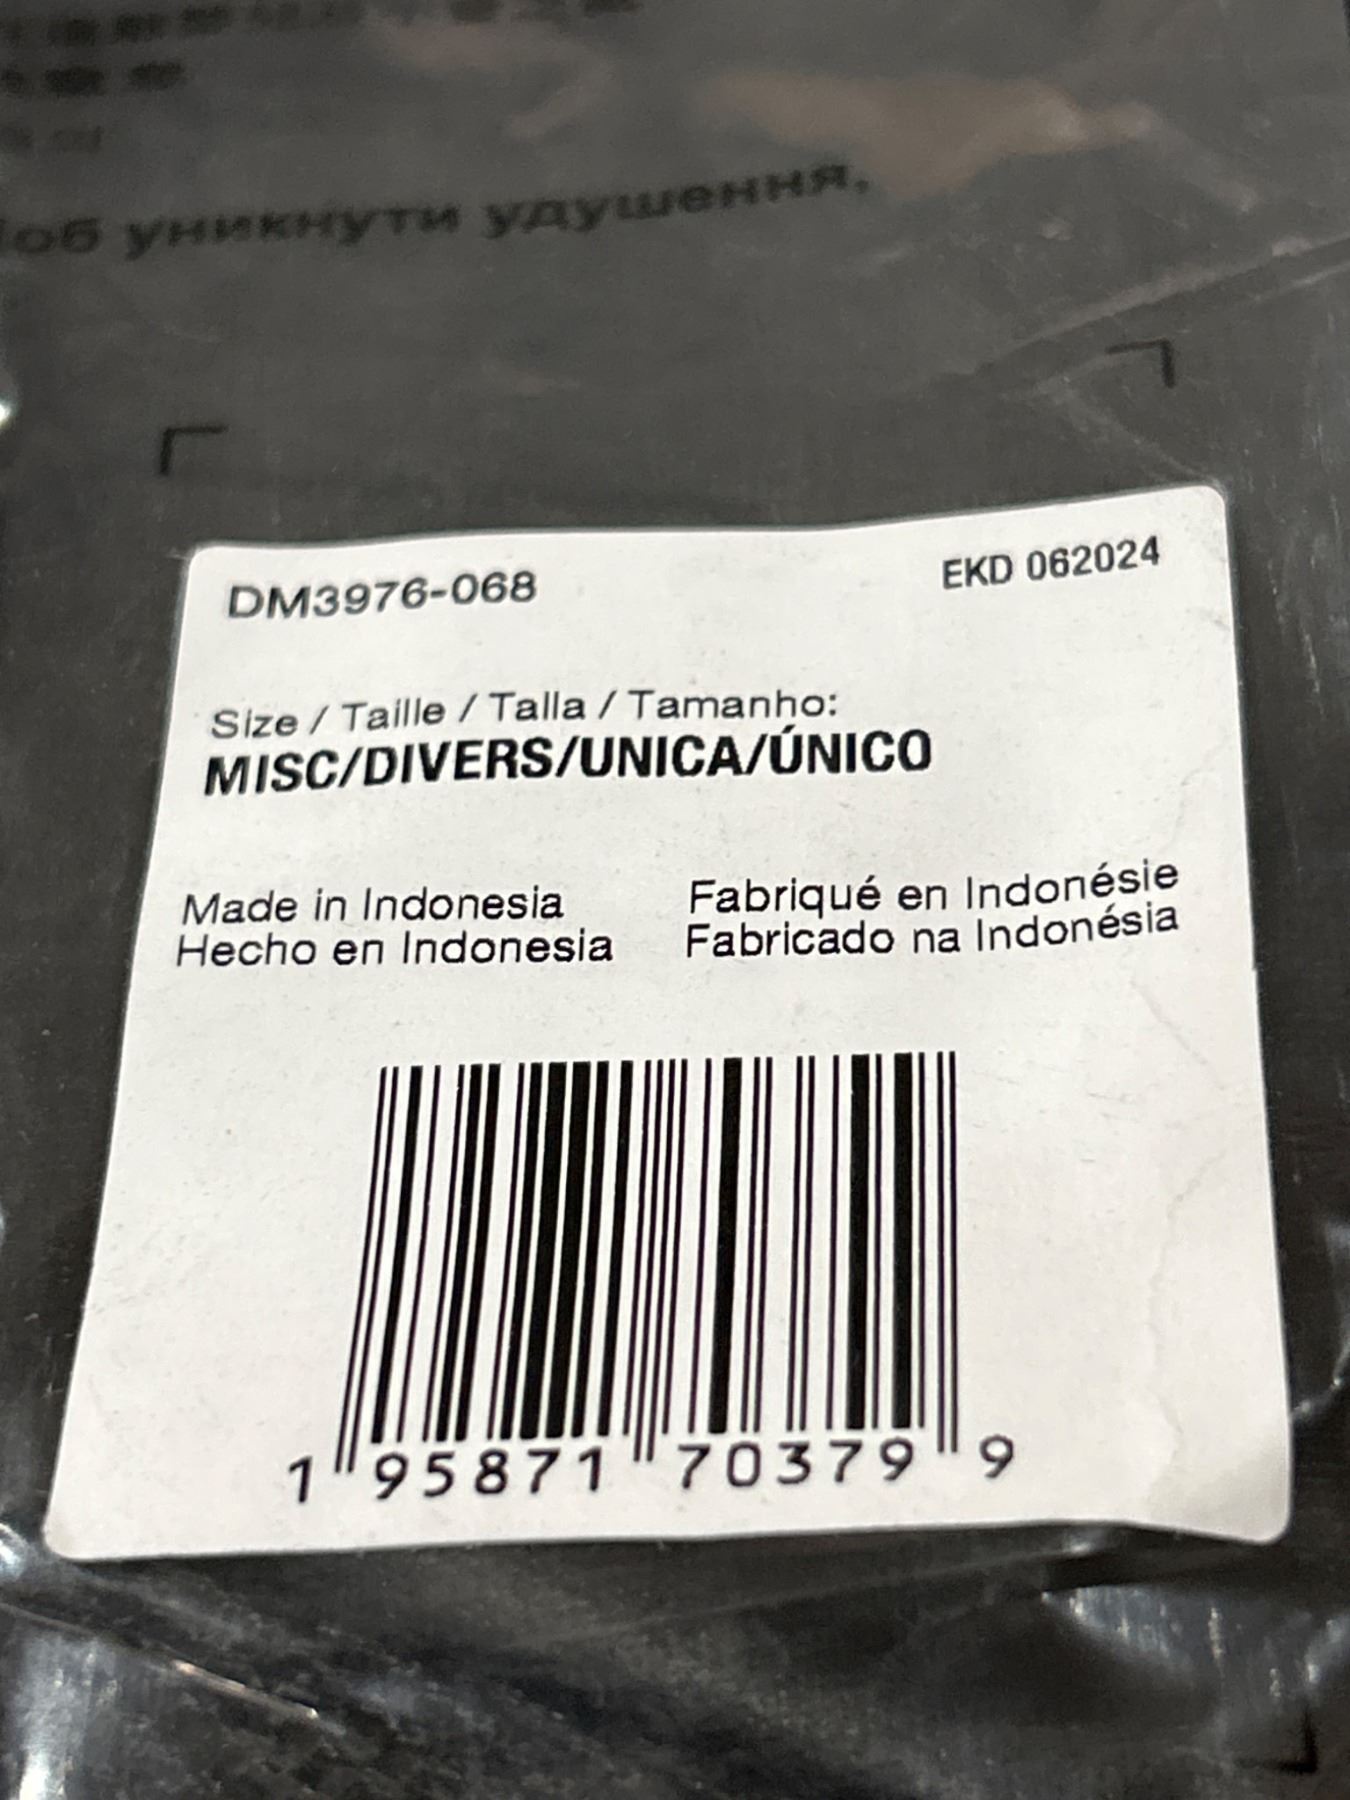 уникнути удушення.
DM3976-068
EKD 062024
Size / Taille / Talla / Tamanho:
MISC/DIVERS/UNICA/ÚNICO
Made in Indonesia
Fabriqué en Indonésie
Hecho en Indonesia
Fabricado na Indonésia
1 95871 70379 9